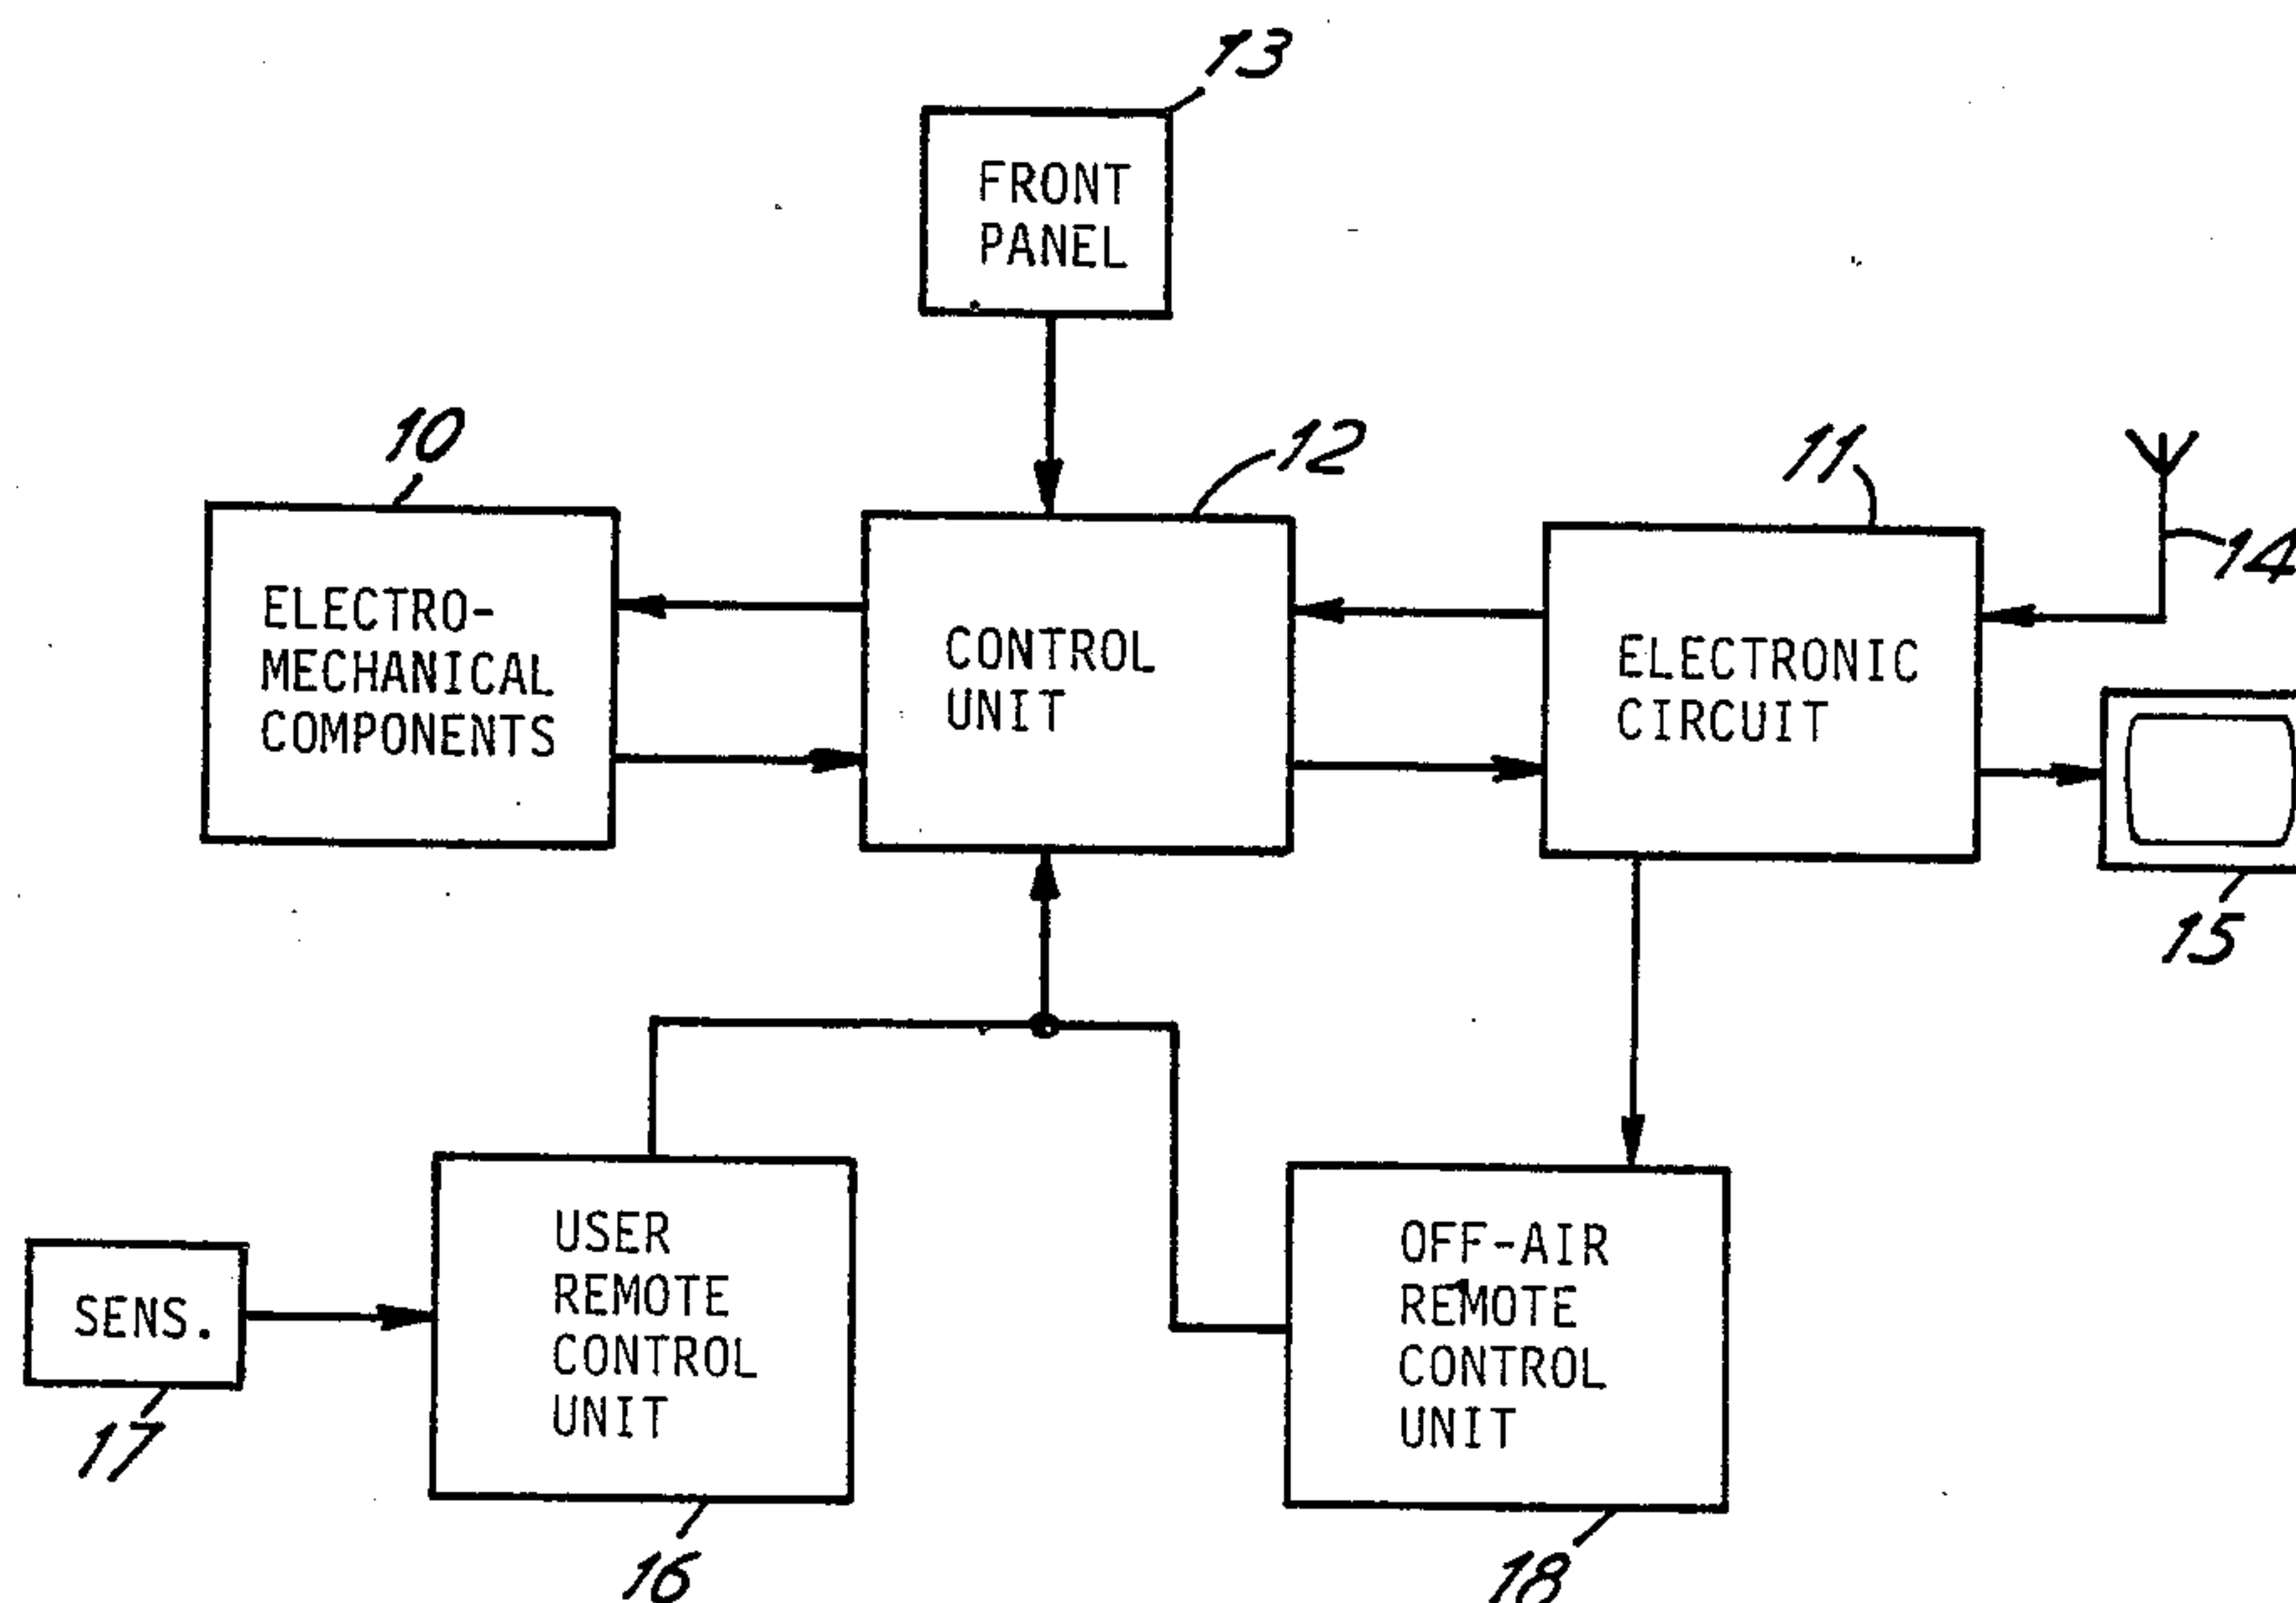 13
FRONT
PANEL
10
12
11
14
ELECTRO-
MECHANICAL
COMPONENTS
CONTROL
UNIT
ELECTRONIC
CIRCUIT
15
USER
REMOTE
CONTROL
UNIT
OFF-AIR
REMOTE
CONTROL
UNIT
SENS.
17
16
18